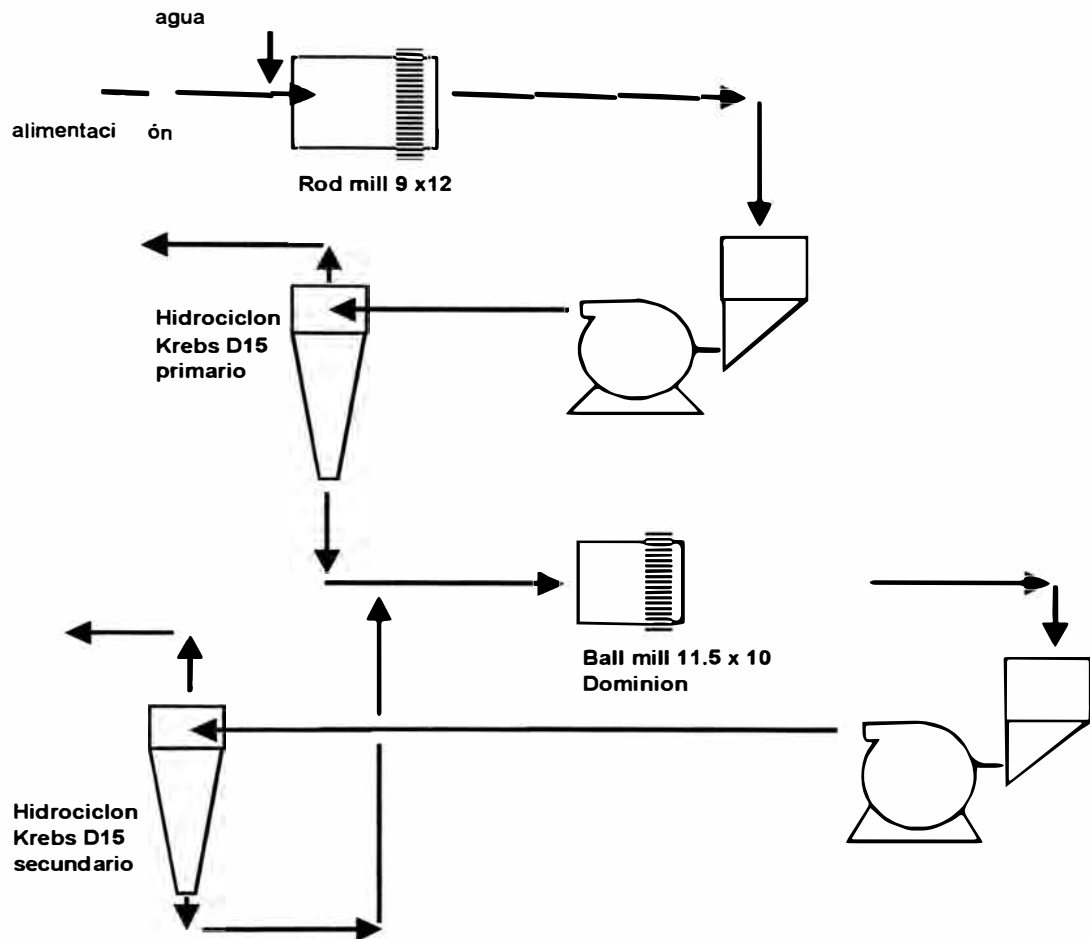 agua
alimentaci ón
Rod mill 9 x12
Hidrociclon
Krebs D15
primario
Ball mill 11.5 x 10
Dominion
Hidrociclon
Krebs D15
secundario